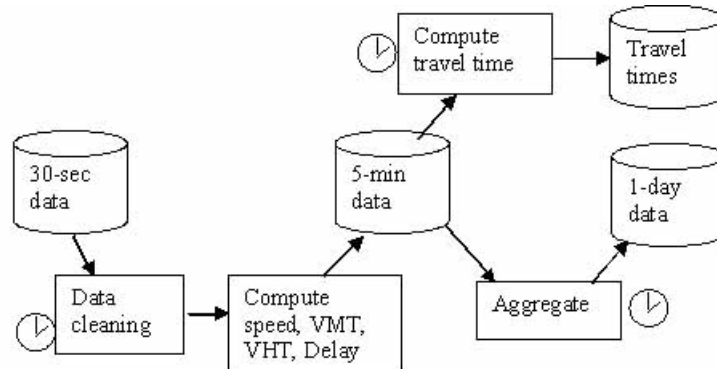 Compute
travel time
Travel
times
30-sec
data
5-min
data
1-day
data
Data
cleaning
Compute
speed, VMT,
VHT, Delay
Aggregate